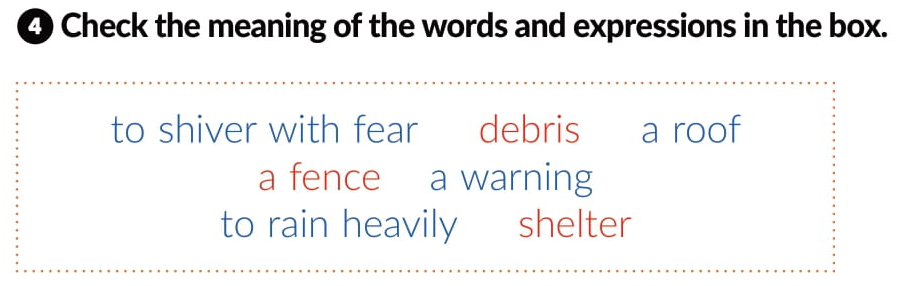 4 Check the meaning of the words and expressions in the box.
to shiver with fear debris a roof
a fence a warning
to rain heavily shelter